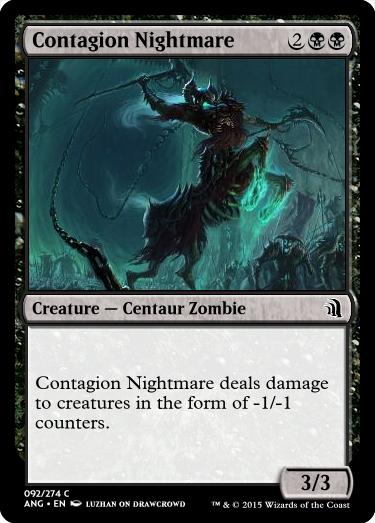 Contagion Nightmare 2
Creature — Centaur Zombie
Contagion Nightmare deals damage
to creatures in the form of -1/-1
counters.
3/3
092/274 C
ANG • EN LUZHAN ON DRAWCROWD ™ & © 2015 Wizards of the Coast